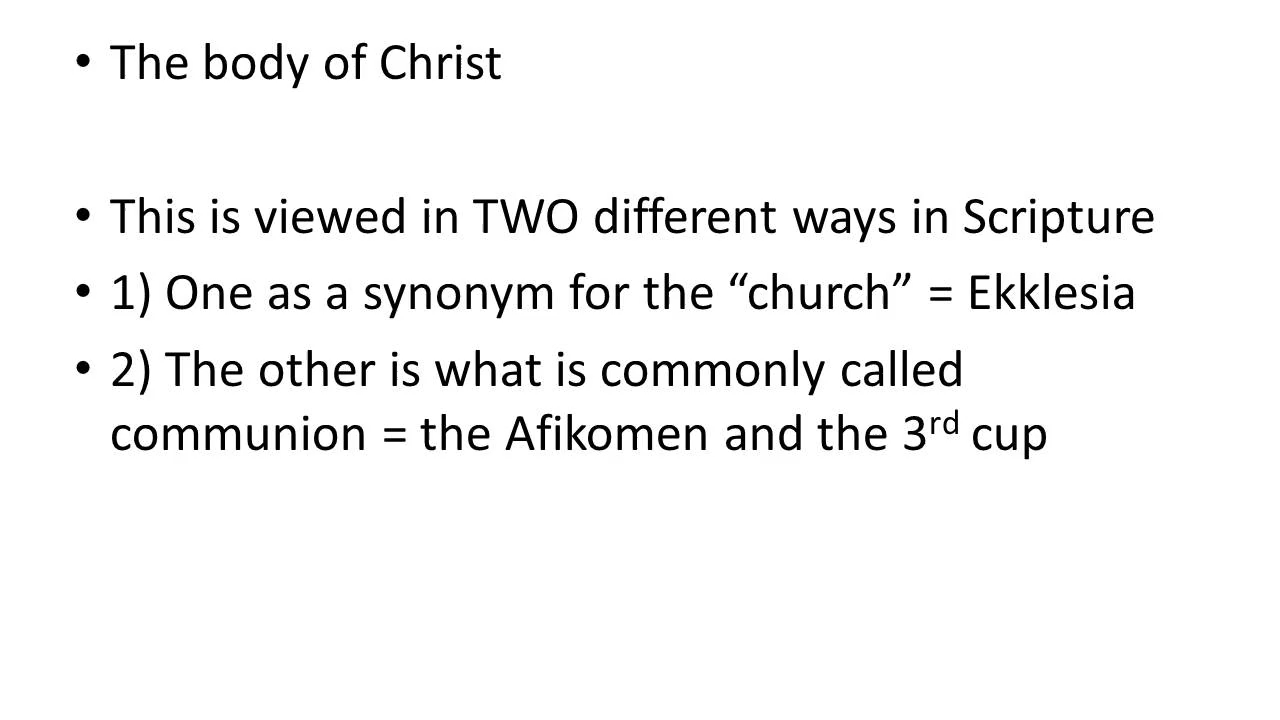 • The body of Christ
• This is viewed in TWO different ways in Scripture
• 1) One as a synonym for the “church” = Ekklesia
• 2) The other is what is commonly called
communion = the Afikomen and the 3rd cup